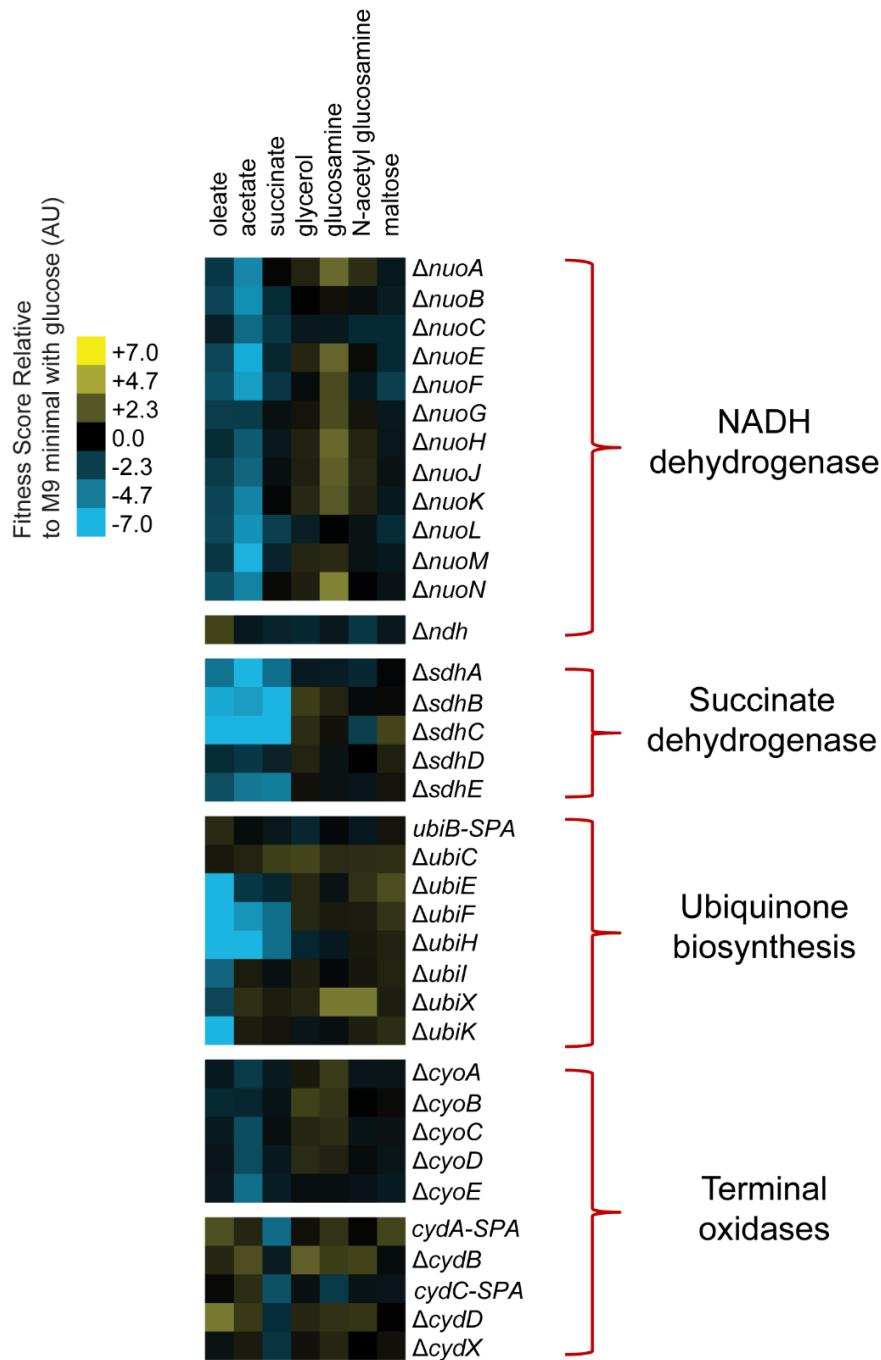 oleate
acetate
succinate
glycerol
glucosamine
N-acetyl glucosamine
maltose
Fitness Score Relative
to M9 minimal with glucose (AU)
+7.0
+4.7
+2.3
0.0
-2.3
-4.7
-7.0
ΔnuoA
ΔnuoB
ΔnuoC
ΔnuoE
ΔnuoF
ΔnuoG
ΔnuoH
ΔnuoJ
ΔnuoK
ΔnuoL
ΔnuoM
ΔnuoN
Δndh
NADH
dehydrogenase
ΔsdhA
ΔsdhB
ΔsdhC
ΔsdhD
ΔsdhE
Succinate
dehydrogenase
ubiB-SPA
ΔubiC
ΔubiE
ΔubiF
ΔubiH
ΔubiI
ΔubiX
ΔubiK
Ubiquinone
biosynthesis
ΔcyoA
ΔcyoB
ΔcyoC
ΔcyoD
ΔcyoE
cydA-SPA
ΔcydB
cydC-SPA
ΔcydD
ΔcydX
Terminal
oxidases